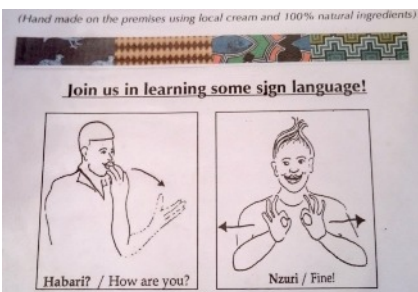 (Hand made on the premises using local cream and 100% natural ingredients)
Join us in learning some sign language!
Habari? / How are you?
Nzuri / Fine!